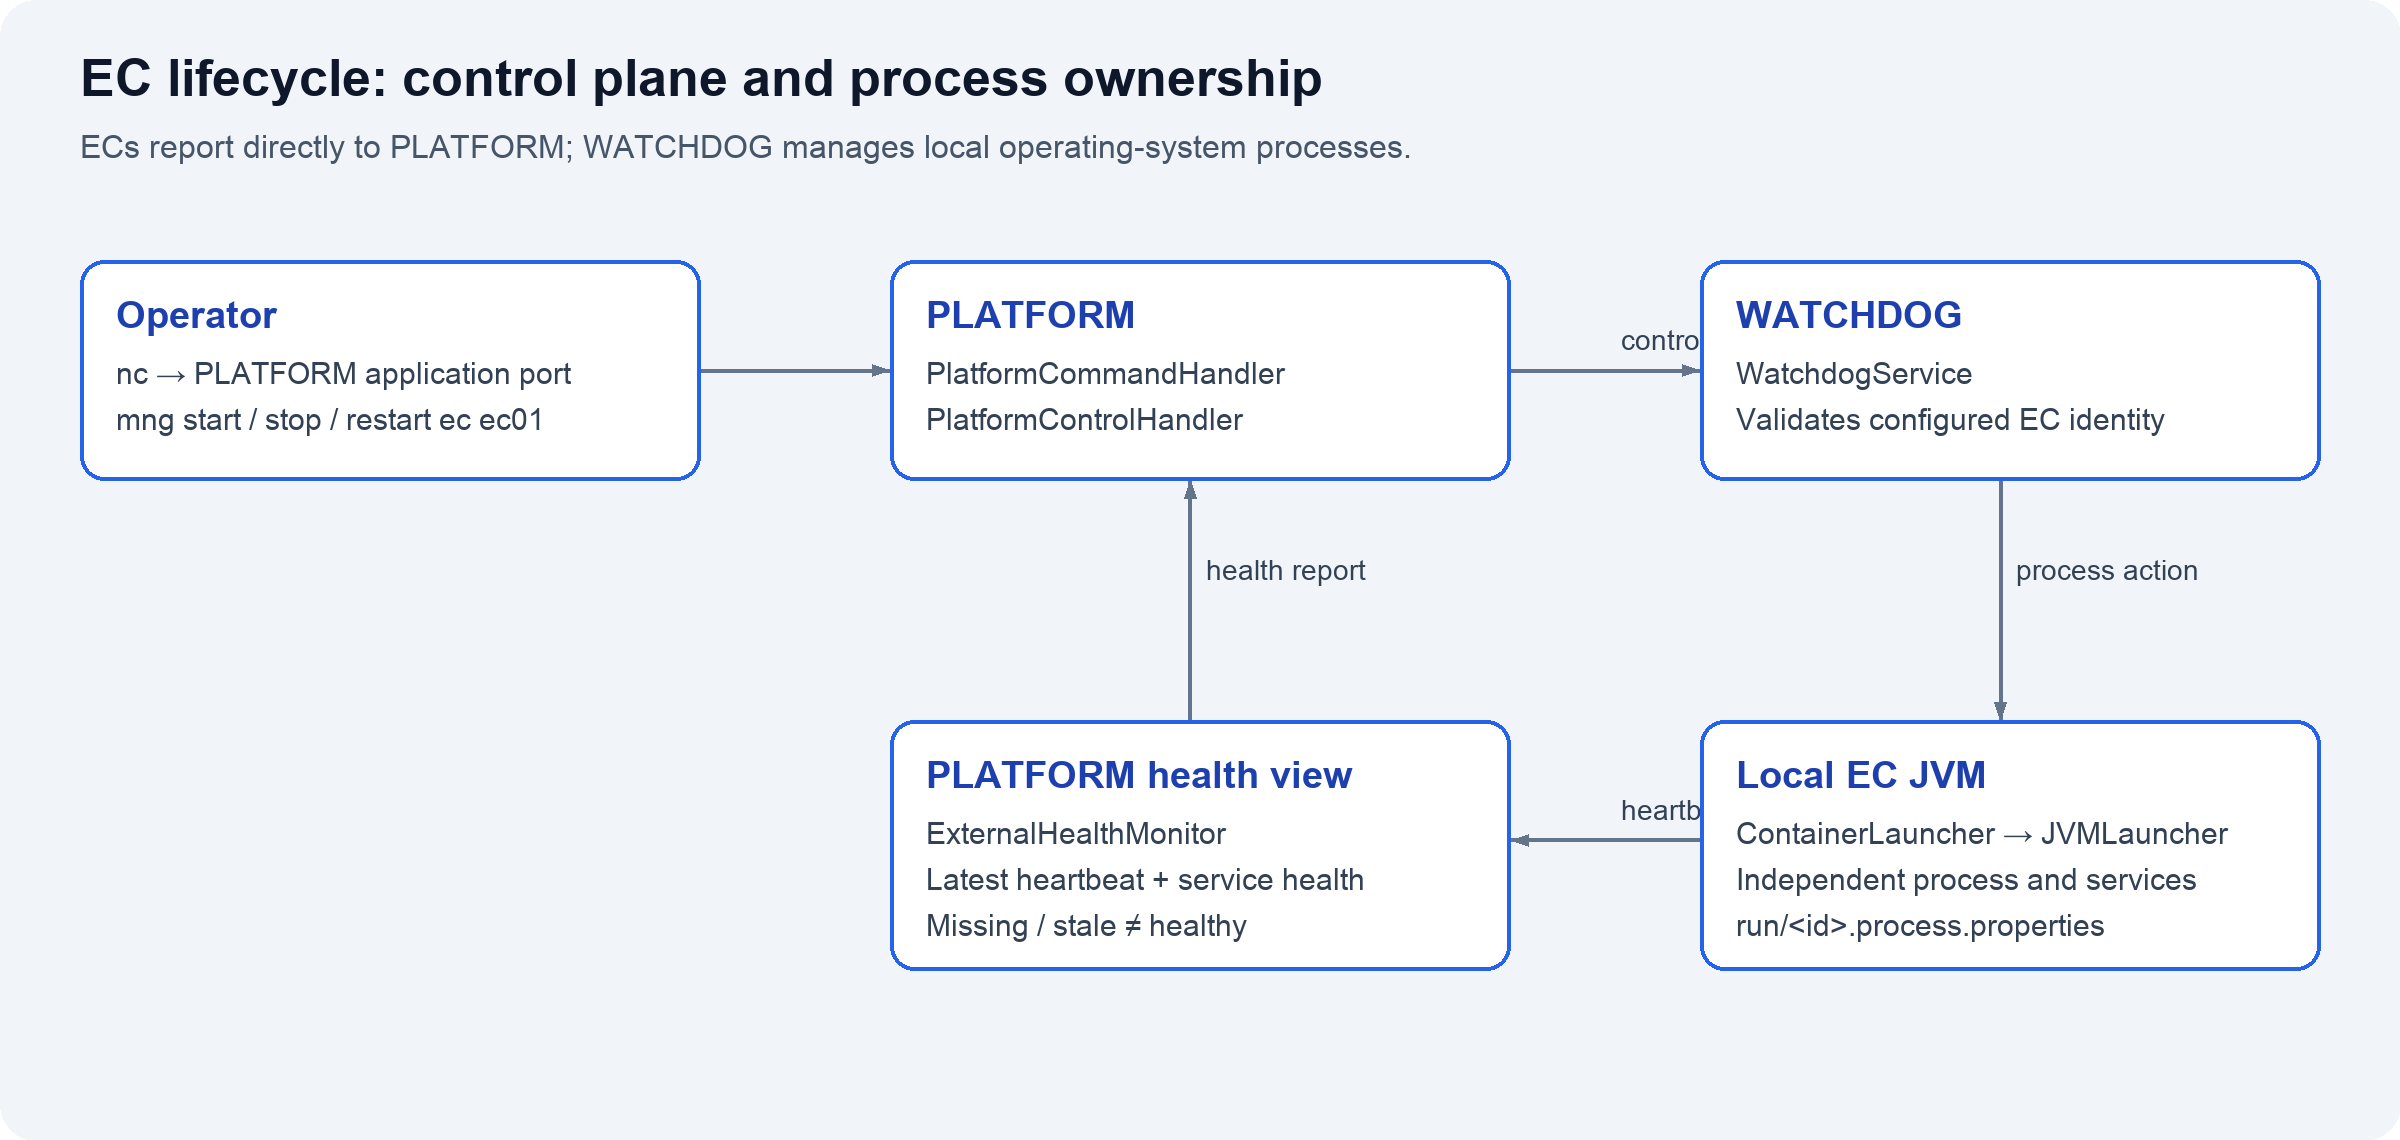 EC lifecycle: control plane and process ownership
ECs report directly to PLATFORM; WATCHDOG manages local operating-system processes.
Operator
nc → PLATFORM application port
mng start / stop / restart ec ec01
PLATFORM
PlatformCommandHandler
PlatformControlHandler
contro
WATCHDOG
WatchdogService
Validates configured EC identity
health report
process action
PLATFORM health view
ExternalHealthMonitor
Latest heartbeat + service health
Missing / stale ≠ healthy
heartb
Local EC JVM
ContainerLauncher → JVMLauncher
Independent process and services
run/<id>.process.properties